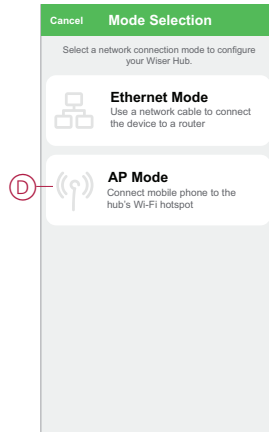 Cancel Mode Selection
Select a network connection mode to configure
your Wiser Hub.
Ethernet Mode
Use a network cable to connect
the device to a router
D
AP Mode
Connect mobile phone to the
hub's Wi-Fi hotspot